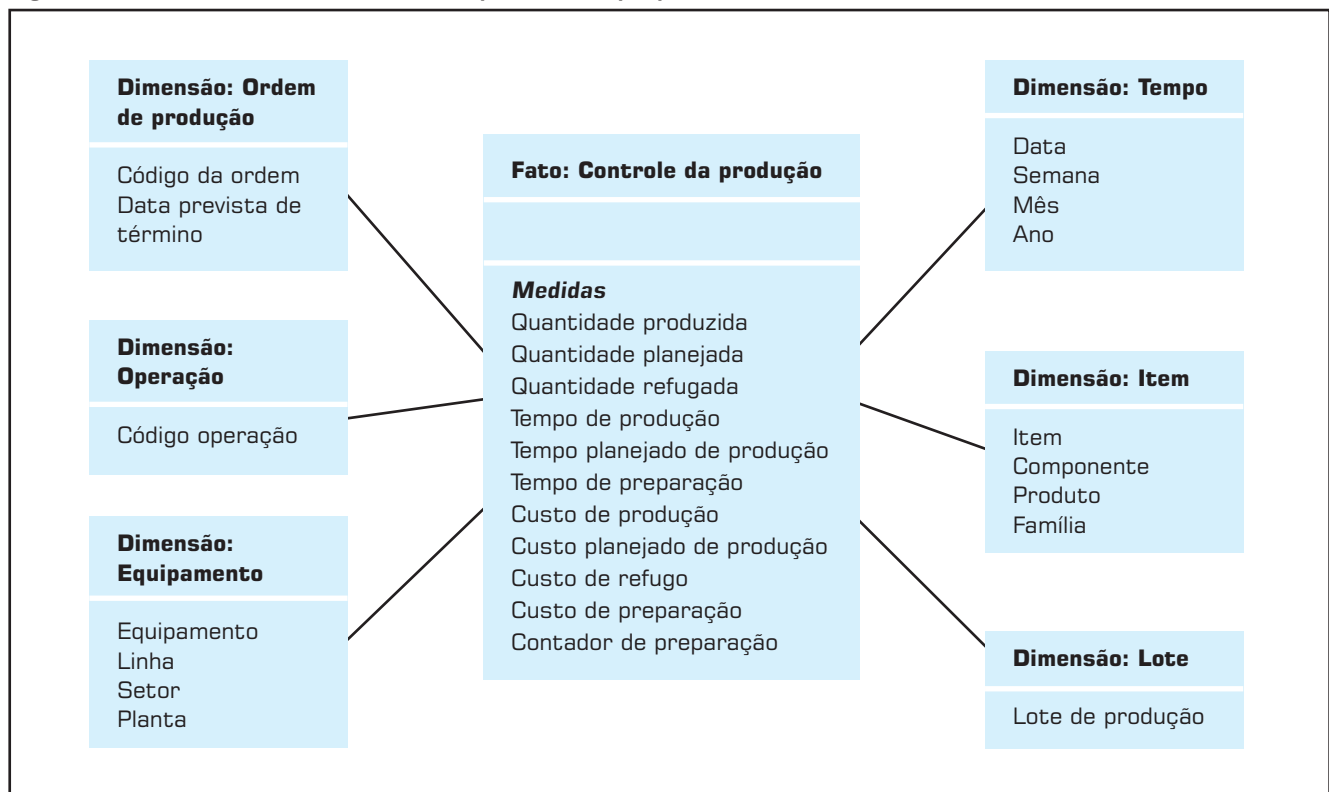 Dimensão: Ordem
de produção
Código da ordem
Data prevista de
término
Dimensão:
Operação
Código operação
Dimensão:
Equipamento
Equipamento
Linha
Setor
Planta
Fato: Controle da produção
Medidas
Quantidade produzida
Quantidade planejada
Quantidade refugada
Tempo de produção
Tempo planejado de produção
Tempo de preparação
Custo de produção
Custo planejado de produção
Custo de refugo
Custo de preparação
Contador de preparação
Dimensão: Tempo
Data
Semana
Mês
Ano
Dimensão: Item
Item
Componente
Produto
Família
Dimensão: Lote
Lote de produção